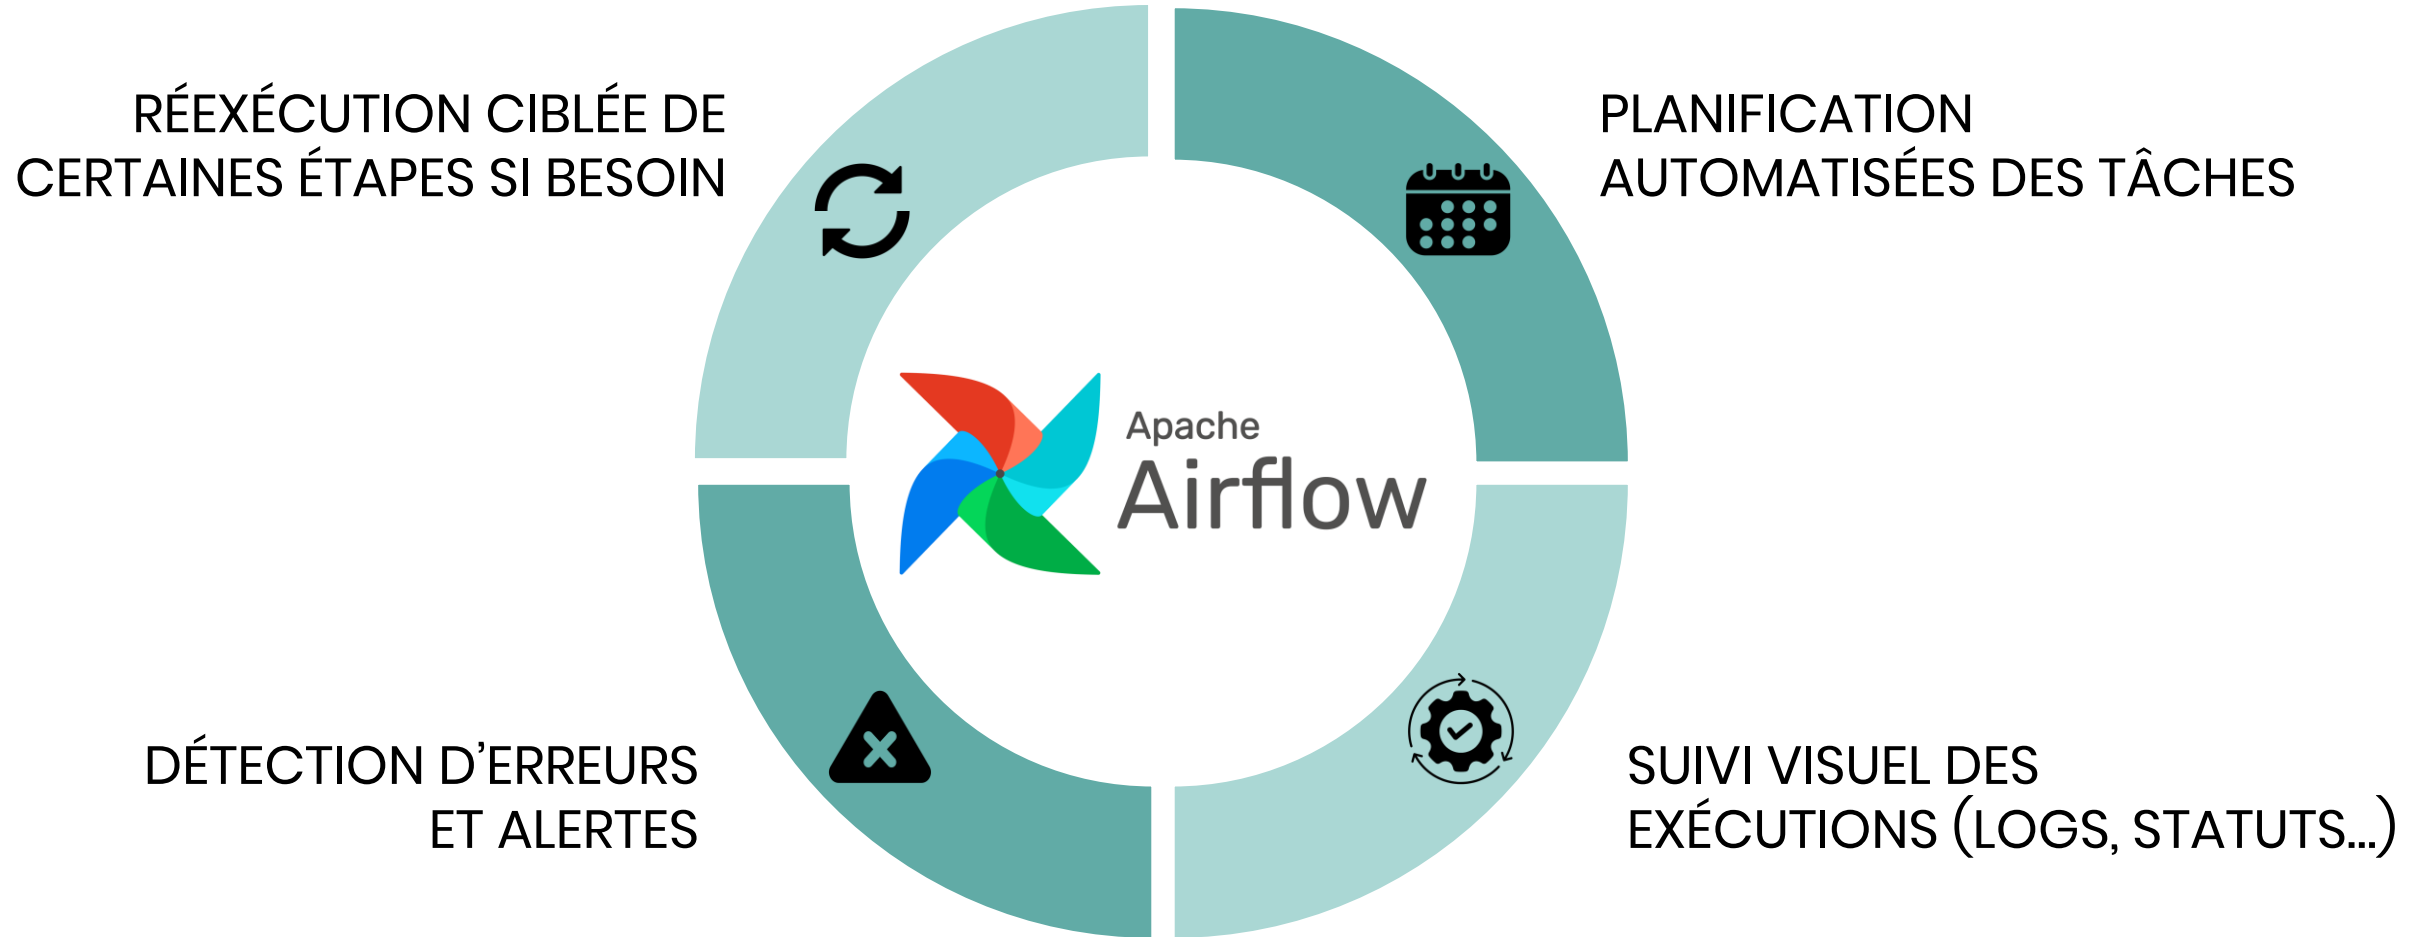 RÉEXÉCUTION CIBLÉE DE
CERTAINES ÉTAPES SI BESOIN
PLANIFICATION
AUTOMATISÉES DES TÂCHES
Apache
Airflow
DÉTECTION D'ERREURS
ET ALERTES
SUIVI VISUEL DES
EXÉCUTIONS (LOGS, STATUTS...)